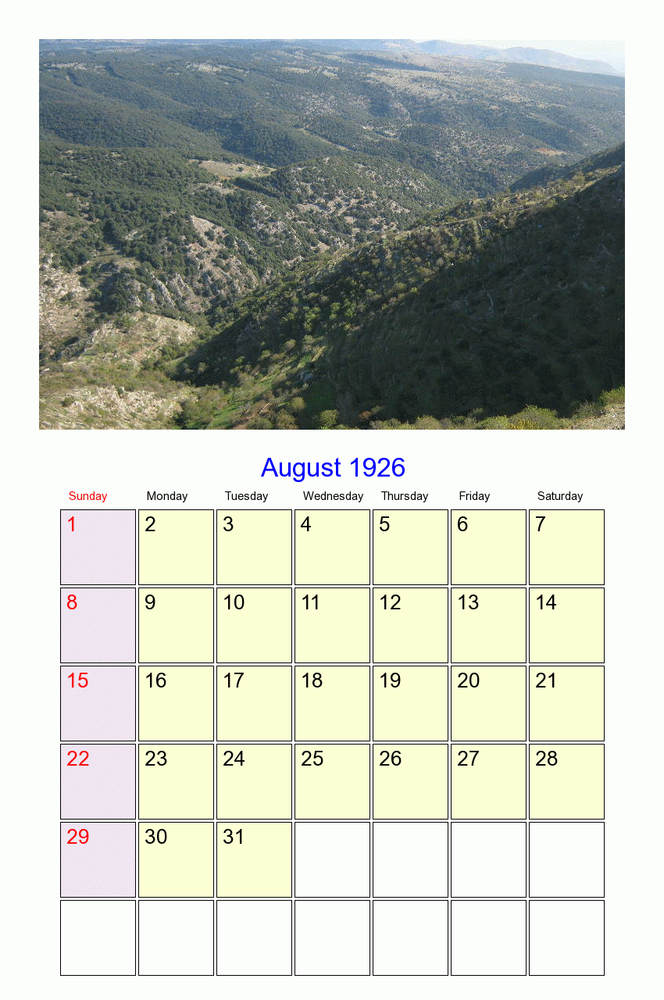 August 1926
Sunday Monday Tuesday Wednesday Thursday Friday Saturday
1 2 3 4 5 6 7
8 9 10 11 12 13 14
15 16 17 18 19 20 21
22 23 24 25 26 27 28
29 30 31